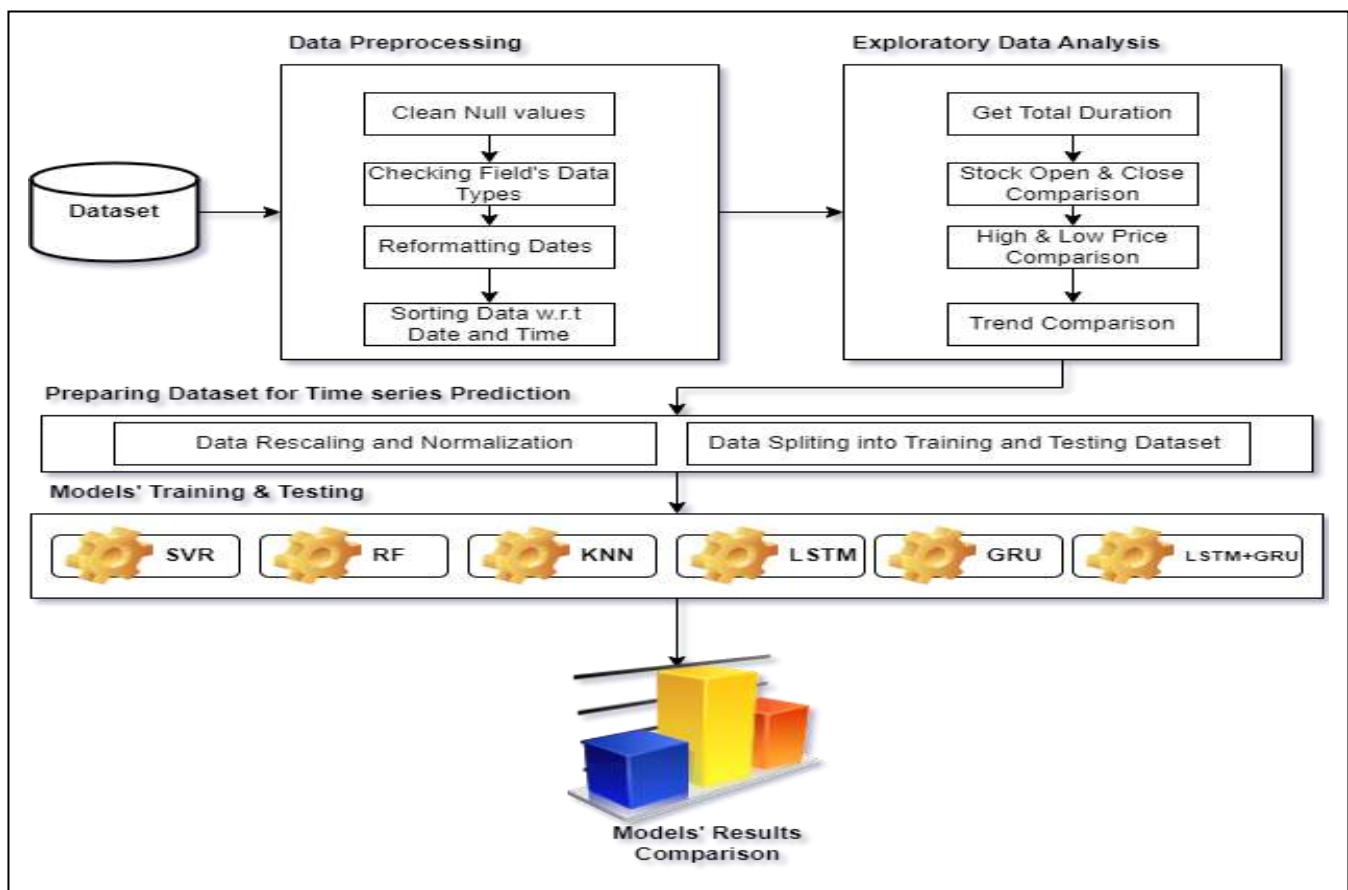 Data Preprocessing
Clean Null values
Checking Field's Data
Types
Reformatting Dates
Sorting Data w.r.t
Date and Time
Dataset
Exploratory Data Analysis
Get Total Duration
Stock Open & Close
Comparison
High & Low Price
Comparison
Trend Comparison
Preparing Dataset for Time series Prediction
Data Rescaling and Normalization
Data Spliting into Training and Testing Dataset
Models' Training & Testing
SVR
RF
KNN
LSTM
GRU
LSTM+GRU
Models' Results
Comparison